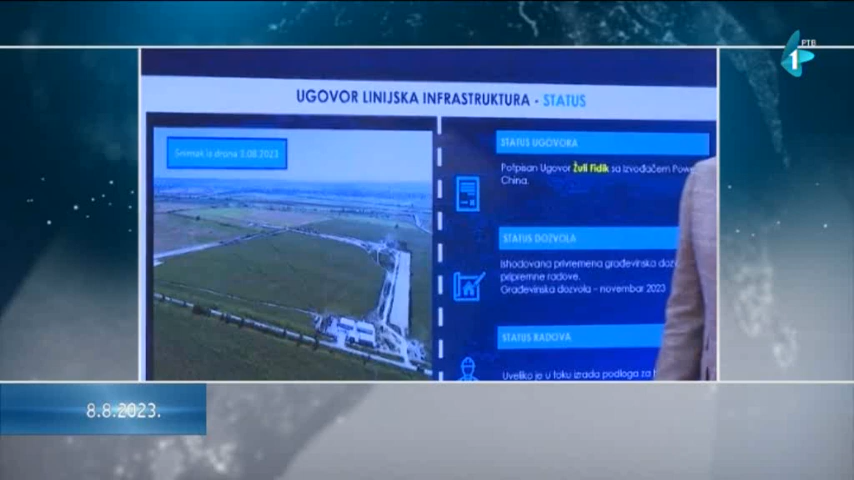 РТВ
1
UGOVOR LINIJSKA INFRASTRUKTURA - STATUS
Snimak iz drona 3.08.2023
STATUS UGOVORA
Potpisan Ugovor Žuti Fidik sa izvođačem Powe
China.
STATUS DOZVOLA
Ishodovana privremena građevinska doz
pripremne radove.
Građevinska dozvola – novembar 2023
STATUS RADOVA
Uveliko je u toku izrada podloga za
8.8.2023.